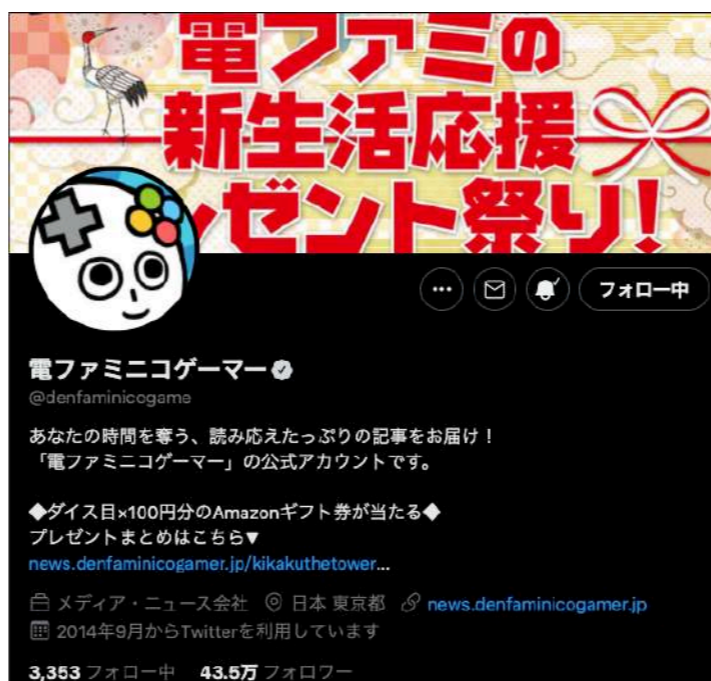 電ファミの
新生活応援
レゼント祭り!
フォロー中
電ファミニコゲーマー
@denfaminicogame
あなたの時間を奪う、読み応えたっぷりの記事をお届け!
「電ファミニコゲーマー」の公式アカウントです。
◆ダイス目×100円分のAmazonギフト券が当たる◆
プレゼントまとめはこちら▼
news.denfaminicogamer.jp/kikakuthetower...
メディア・ニュース会社 日本 東京都 news.denfaminicogamer.jp
2014年9月からTwitterを利用しています
3,353 フォロー中 43.5万 フォロワー